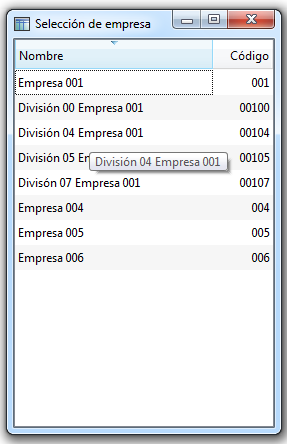 Selección de empresa
Nombre Código
Empresa 001 001
División 00 Empresa 001 00100
División 04 Empresa 001 00104
División 05 En 00105
División 04 Empresa 001
Divisón 07 Empresa 001 00107
Empresa 004 004
Empresa 005 005
Empresa 006 006